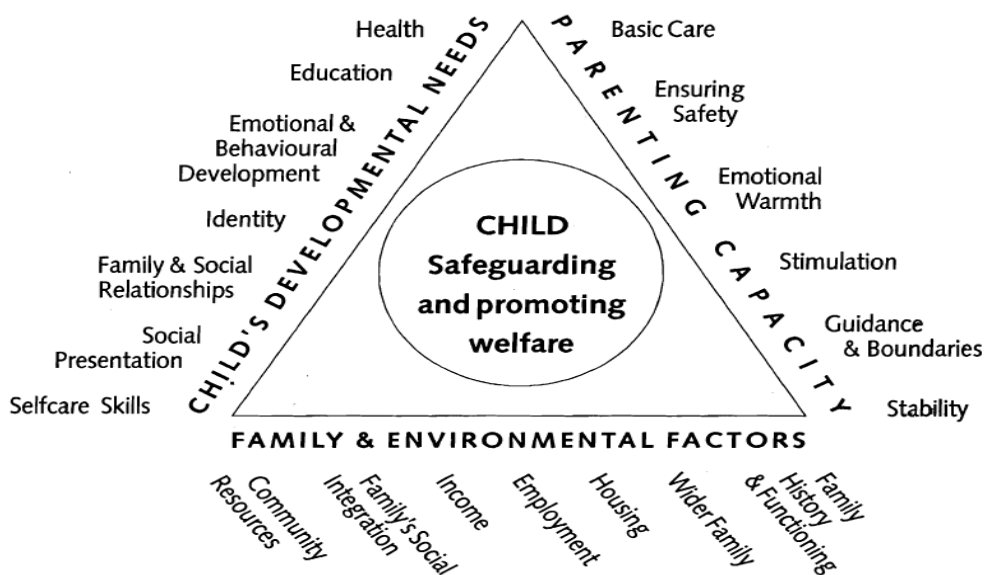 Health
Education
Emotional &
Behavioural
Development
Identity
Family & Social
Relationships
Social
Presentation
Selfcare Skills
CHILD'S DEVELOPMENTAL NEEDS
CHILD
Safeguarding
and promoting
welfare
PARENTING CAPACITY
Basic Care
Ensuring
Safety
Emotional
Warmth
Stimulation
Guidance
& Boundaries
Stability
FAMILY & ENVIRONMENTAL FACTORS
Community
Resources
Family's Social
Integration
Income
Employment
Housing
Wider Family
Family
History
& Functioning